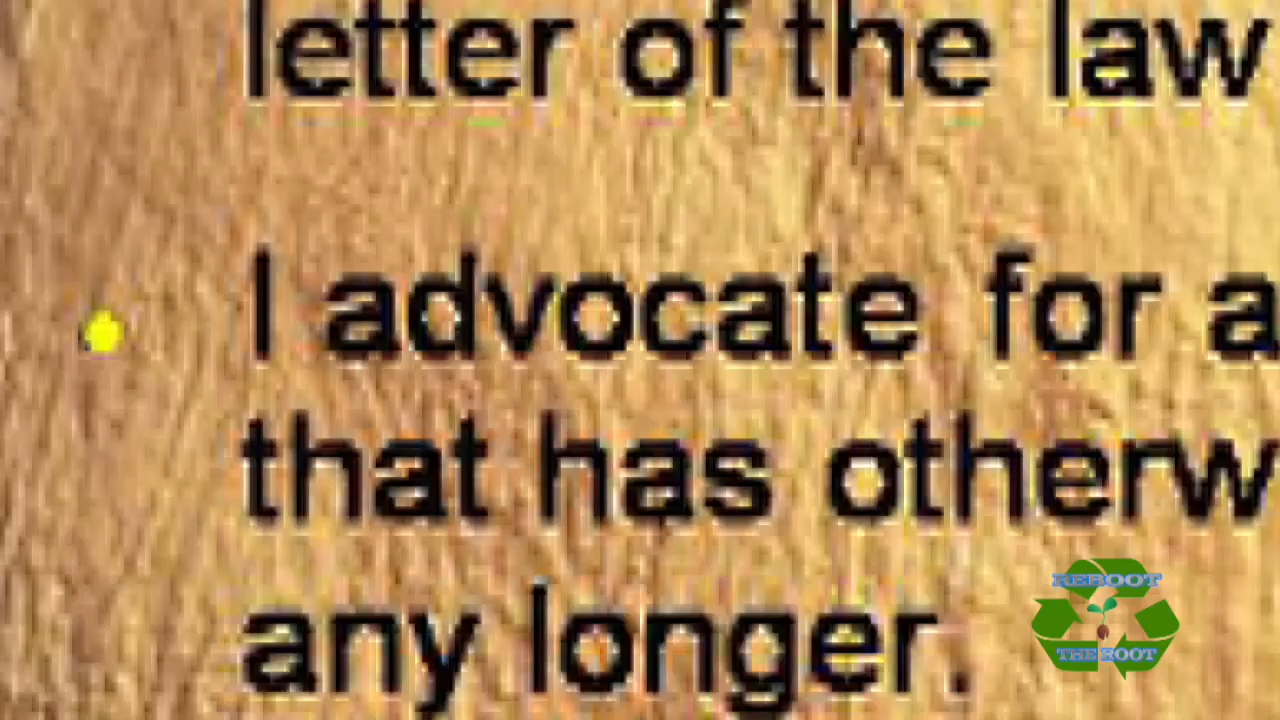 letter of the law
I advocate for a
that has otherw
any longer.
REBOOT
THE ROOT